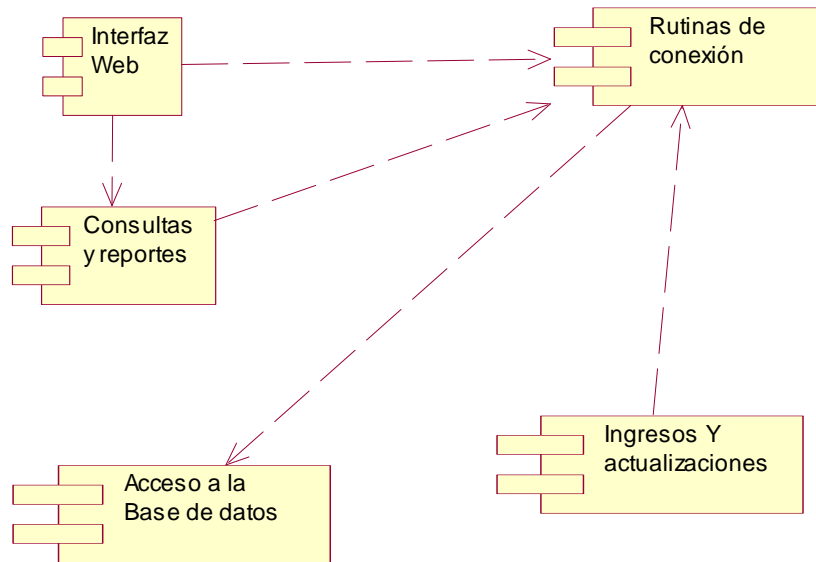 Interfaz
Web
Rutinas de
conexión
Consultas
y reportes
Ingresos Y
actualizaciones
Acceso a la
Base de datos